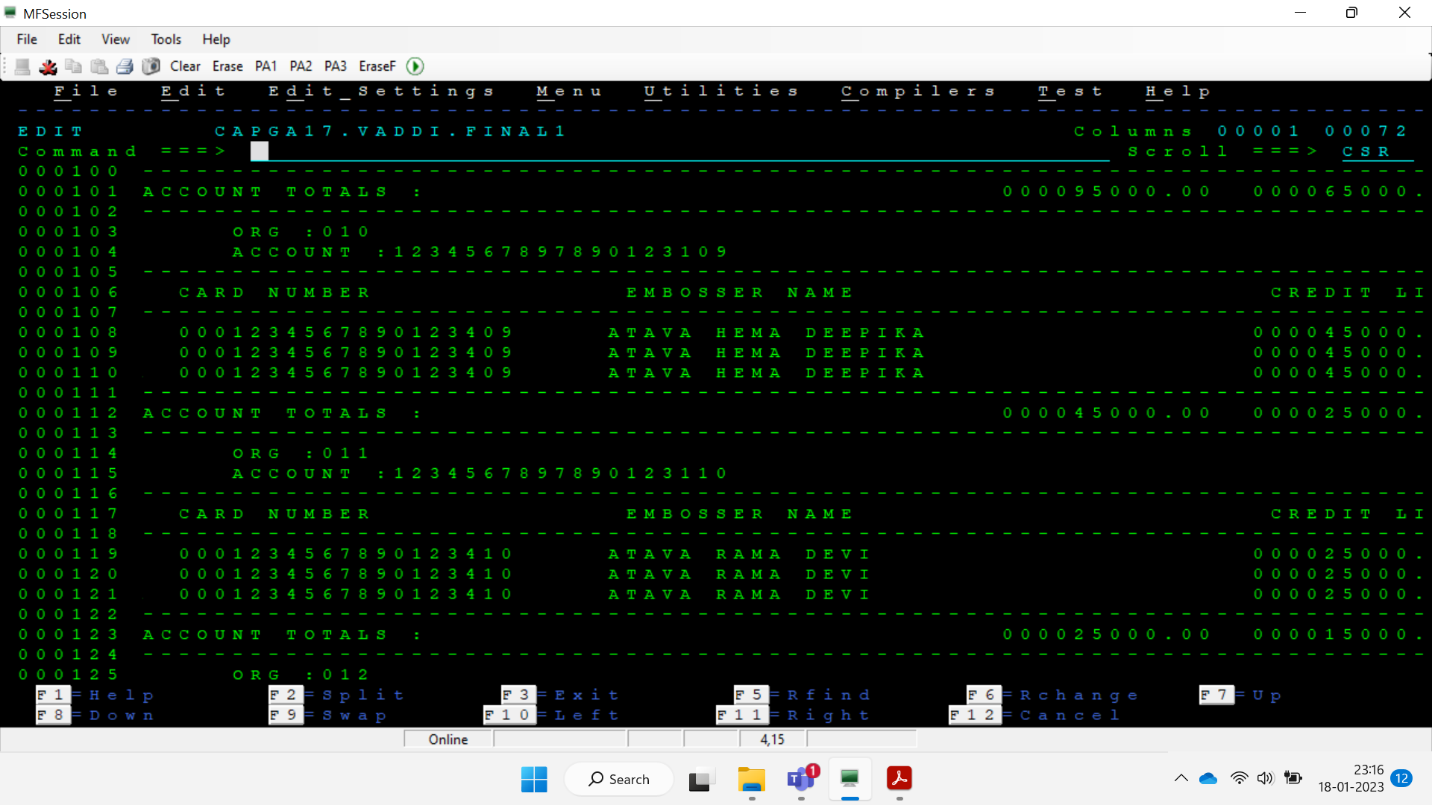 MFSession
File Edit View Tools Help
Clear Erase PA1 PA2 PA3 EraseF
File Edit Edit_Settings Menu Utilities Compilers Test Help
EDIT CAPGA17.VADDI.FINAL1 Columns 00001 00072
Command ===> Scroll ===> CSR
000100 ------------------------------------------------------------------------
000101 ACCOUNT TOTALS : 000095000.00 000065000.
000102 ------------------------------------------------------------------------
000103 ORG :010
000104 ACCOUNT :1234567897890123109
000105 ------------------------------------------------------------------------
000106 CARD NUMBER EMBOSSER NAME CREDIT LI
000107 ------------------------------------------------------------------------
000108 0001234567890123409 ATAVA HEMA DEEPIKA 000045000.
000109 0001234567890123409 ATAVA HEMA DEEPIKA 000045000.
000110 0001234567890123409 ATAVA HEMA DEEPIKA 000045000.
000111 ------------------------------------------------------------------------
000112 ACCOUNT TOTALS : 000045000.00 000025000.
000113 ------------------------------------------------------------------------
000114 ORG :011
000115 ACCOUNT :1234567897890123110
000116 ------------------------------------------------------------------------
000117 CARD NUMBER EMBOSSER NAME CREDIT LI
000118 ------------------------------------------------------------------------
000119 0001234567890123410 ATAVA RAMA DEVI 000025000.
000120 0001234567890123410 ATAVA RAMA DEVI 000025000.
000121 0001234567890123410 ATAVA RAMA DEVI 000025000.
000122 ------------------------------------------------------------------------
000123 ACCOUNT TOTALS : 000025000.00 000015000.
000124 ------------------------------------------------------------------------
000125 ORG :012
F1=Help F2=Split F3=Exit F5=Rfind F6=Rchange F7=Up
F8=Down F9=Swap F10=Left F11=Right F12=Cancel
Online 4,15
Search 1 23:16
18-01-2023 12